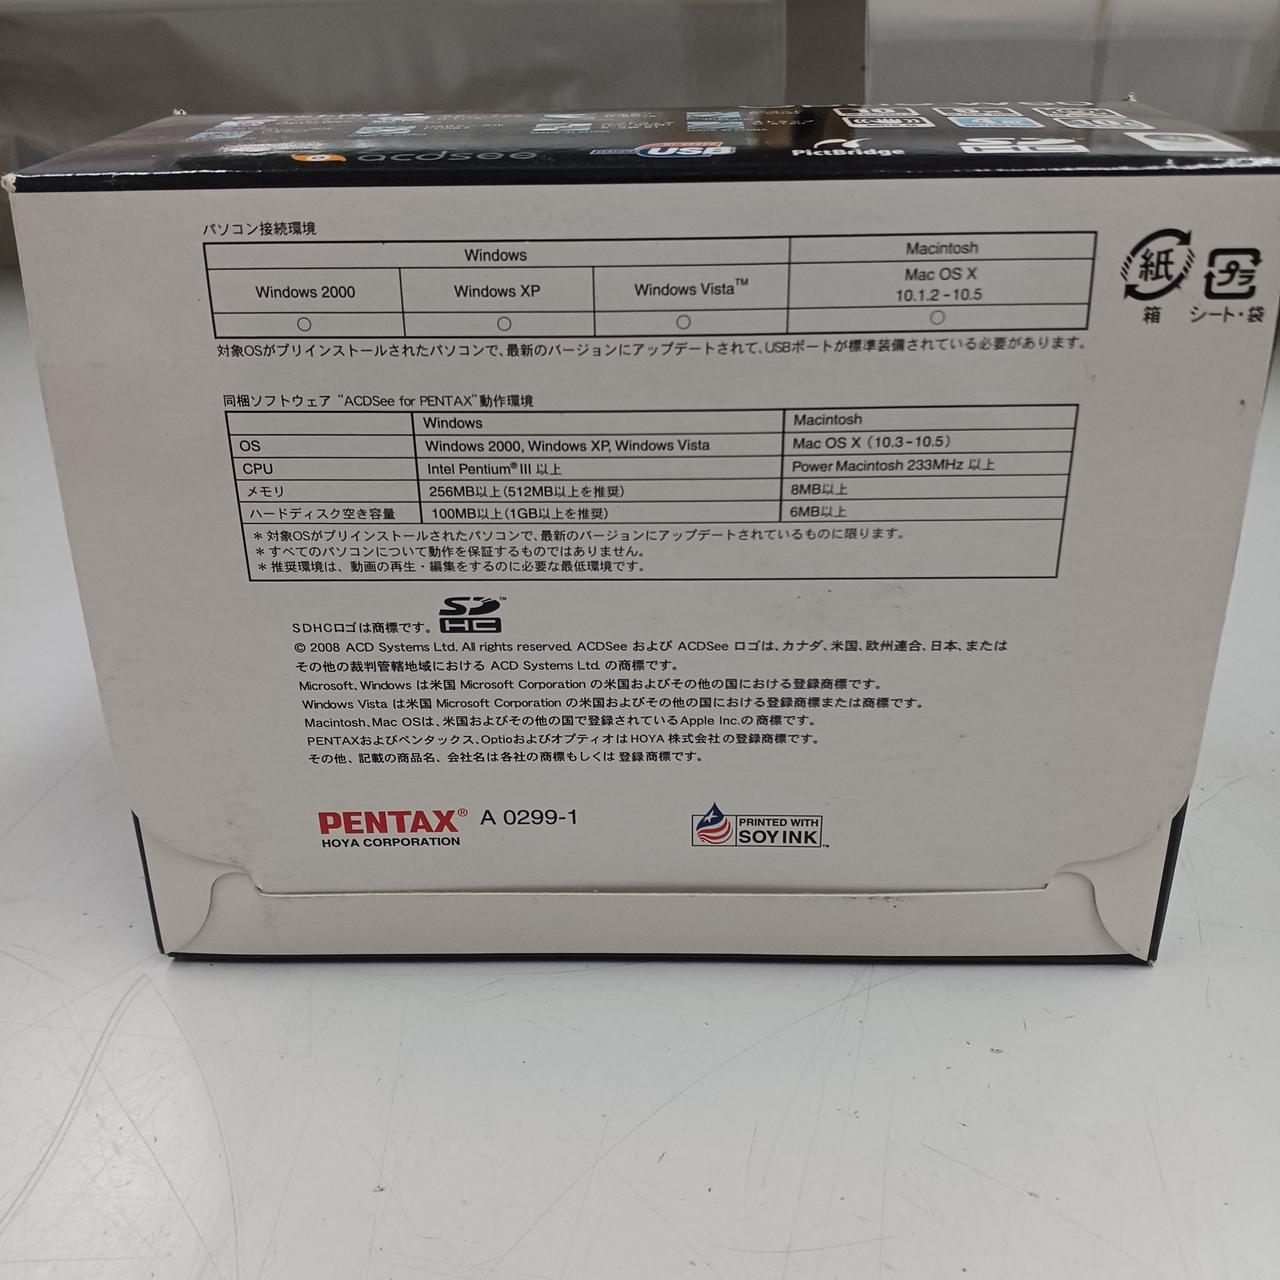 acdsee
USB
PictBridge
パソコン接続環境
Windows
Macintosh
Windows 2000
Windows XP
Windows Vista™
Mac OS X
10.1.2-10.5
○ ○ ○ ○
対象OSがプリインストールされたパソコンで、最新のバージョンにアップデートされて、USBポートが標準装備されている必要があります。
紙
箱
プラ
シート・袋
同梱ソフトウェア “ACDSee for PENTAX”動作環境
Windows Macintosh
OS Windows 2000, Windows XP, Windows Vista Mac OS X (10.3-10.5)
CPU Intel Pentium®III 以上 Power Macintosh 233MHz 以上
メモリ 256MB以上(512MB以上を推奨) 8MB以上
ハードディスク空き容量 100MB以上(1GB以上を推奨) 6MB以上
＊対象OSがプリインストールされたパソコンで、最新のバージョンにアップデートされているものに限ります。
＊すべてのパソコンについて動作を保証するものではありません。
＊推奨環境は、動画の再生・編集をするのに必要な最低環境です。
SDHCロゴは商標です。 SD™ HC
© 2008 ACD Systems Ltd. All rights reserved. ACDSee および ACDSee ロゴは、カナダ、米国、欧州連合、日本、または
その他の裁判管轄地域における ACD Systems Ltd. の商標です。
Microsoft、Windows は米国 Microsoft Corporation の米国およびその他の国における登録商標です。
Windows Vista は米国 Microsoft Corporation の米国およびその他の国における登録商標または商標です。
Macintosh、Mac OSは、米国およびその他の国で登録されているApple Inc.の商標です。
PENTAXおよびペンタックス、OptioおよびオプティオはHOYA 株式会社の登録商標です。
その他、記載の商品名、会社名は各社の商標もしくは 登録商標です。
PENTAX® A 0299-1
HOYA CORPORATION
PRINTED WITH
SOY INK™